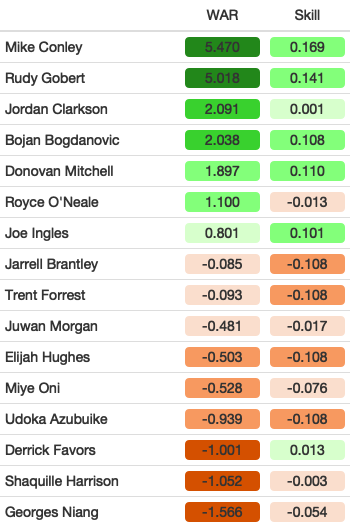 WAR Skill
Mike Conley 5.470 0.169
Rudy Gobert 5.018 0.141
Jordan Clarkson 2.091 0.001
Bojan Bogdanovic 2.038 0.108
Donovan Mitchell 1.897 0.110
Royce O'Neale 1.100 -0.013
Joe Ingles 0.801 0.101
Jarrell Brantley -0.085 -0.108
Trent Forrest -0.093 -0.108
Juwan Morgan -0.481 -0.017
Elijah Hughes -0.503 -0.108
Miye Oni -0.528 -0.076
Udoka Azubuike -0.939 -0.108
Derrick Favors -1.001 0.013
Shaquille Harrison -1.052 -0.003
Georges Niang -1.566 -0.054